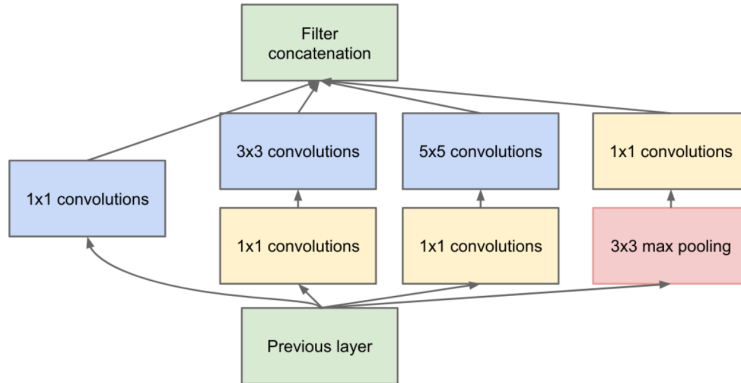 Filter
concatenation
3x3 convolutions
5x5 convolutions
1x1 convolutions
1x1 convolutions
1x1 convolutions
1x1 convolutions
3x3 max pooling
Previous layer